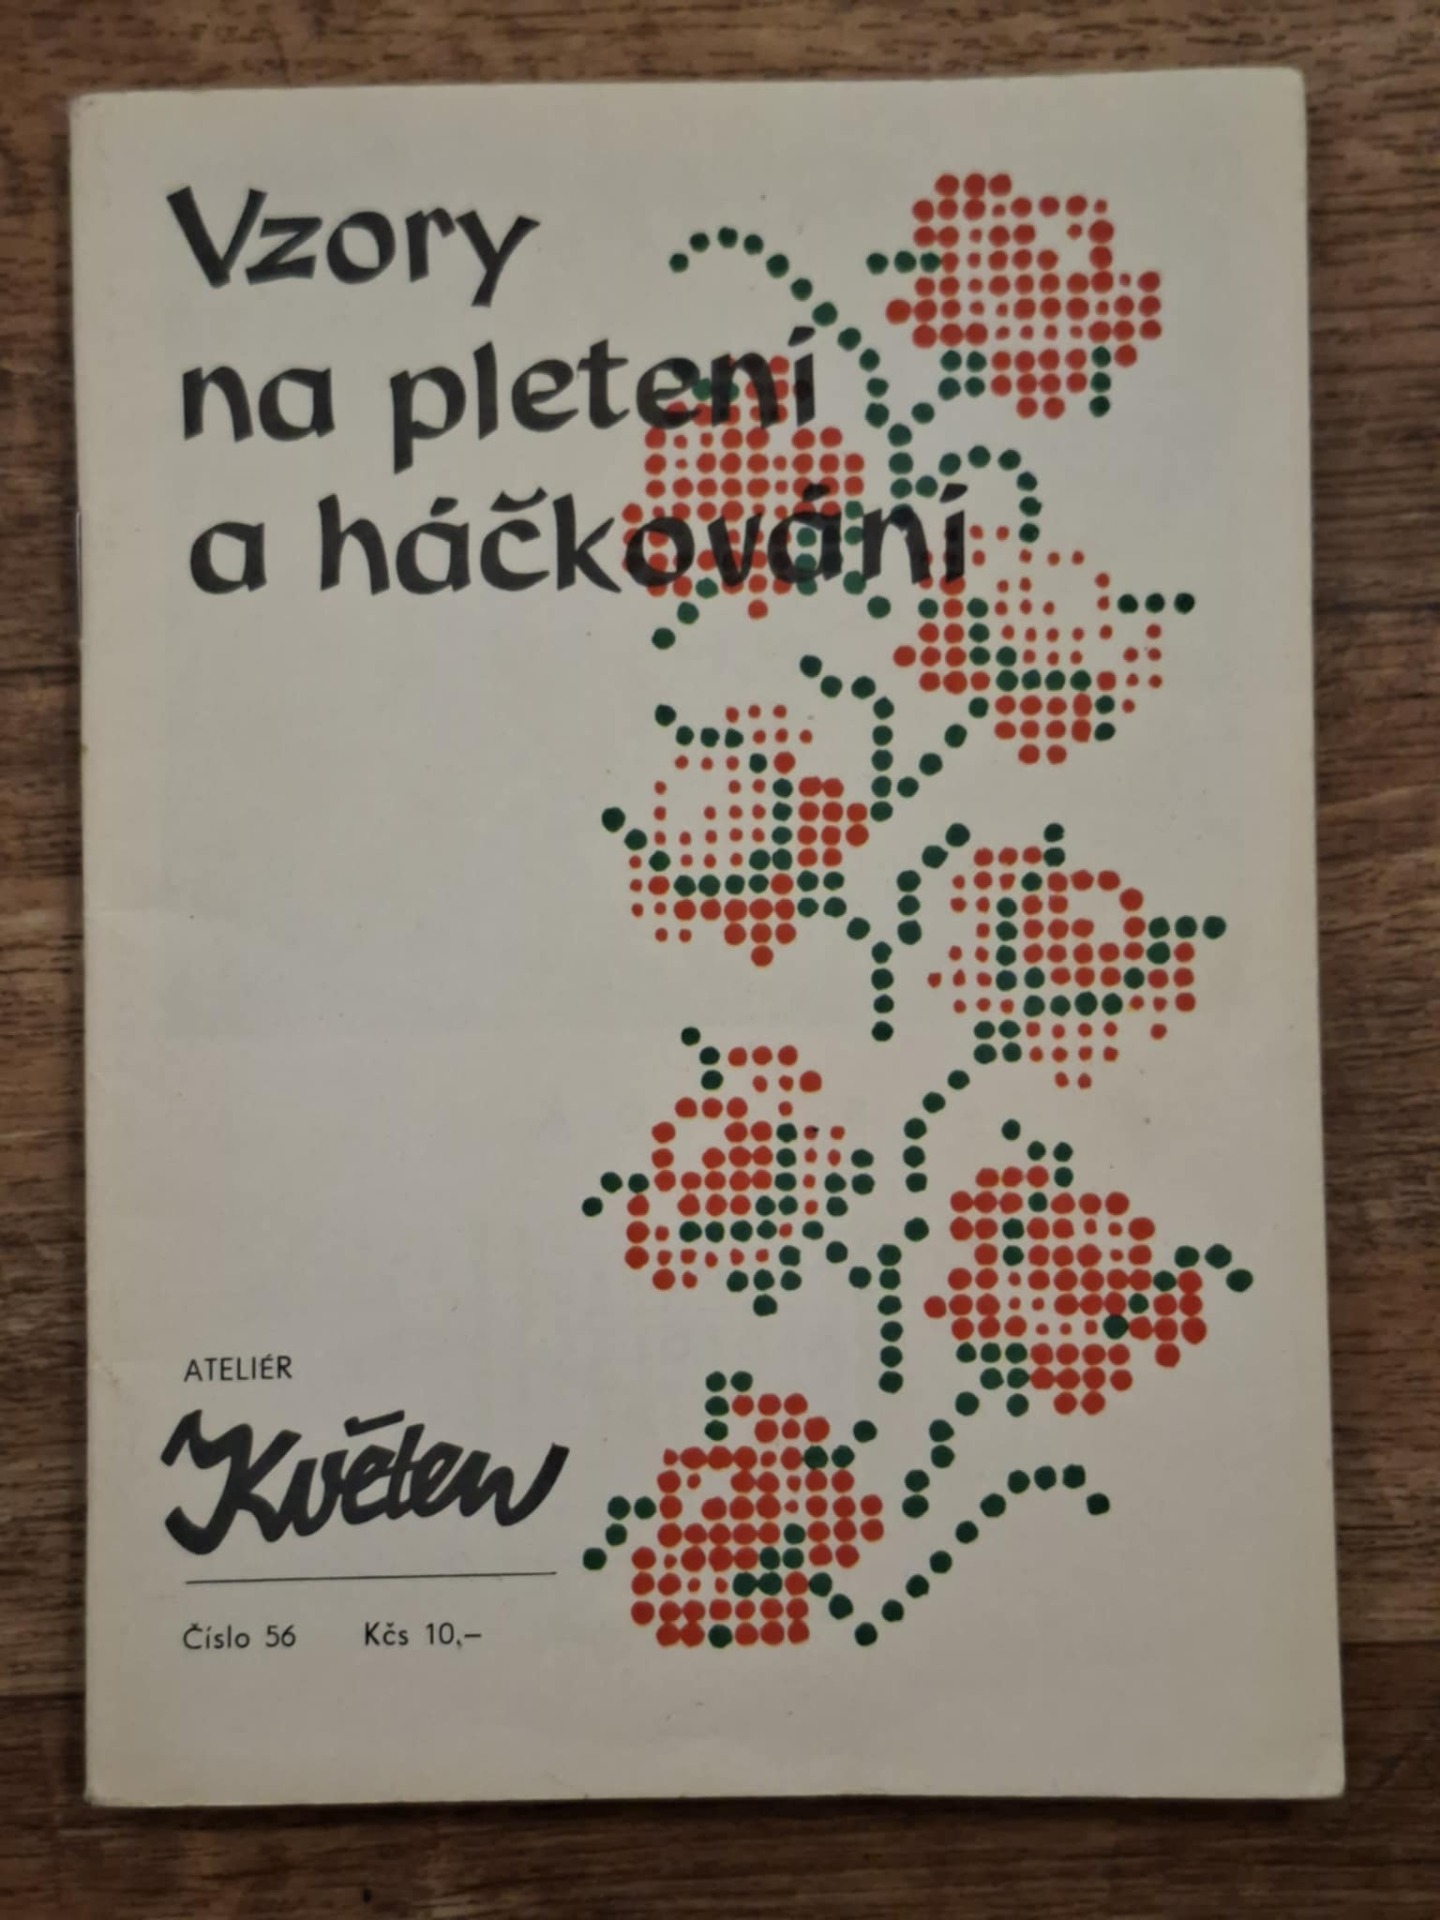 Vzory
na pletení
a háčkování
ATELIÉR
Květen
Číslo 56 Kčs 10,–